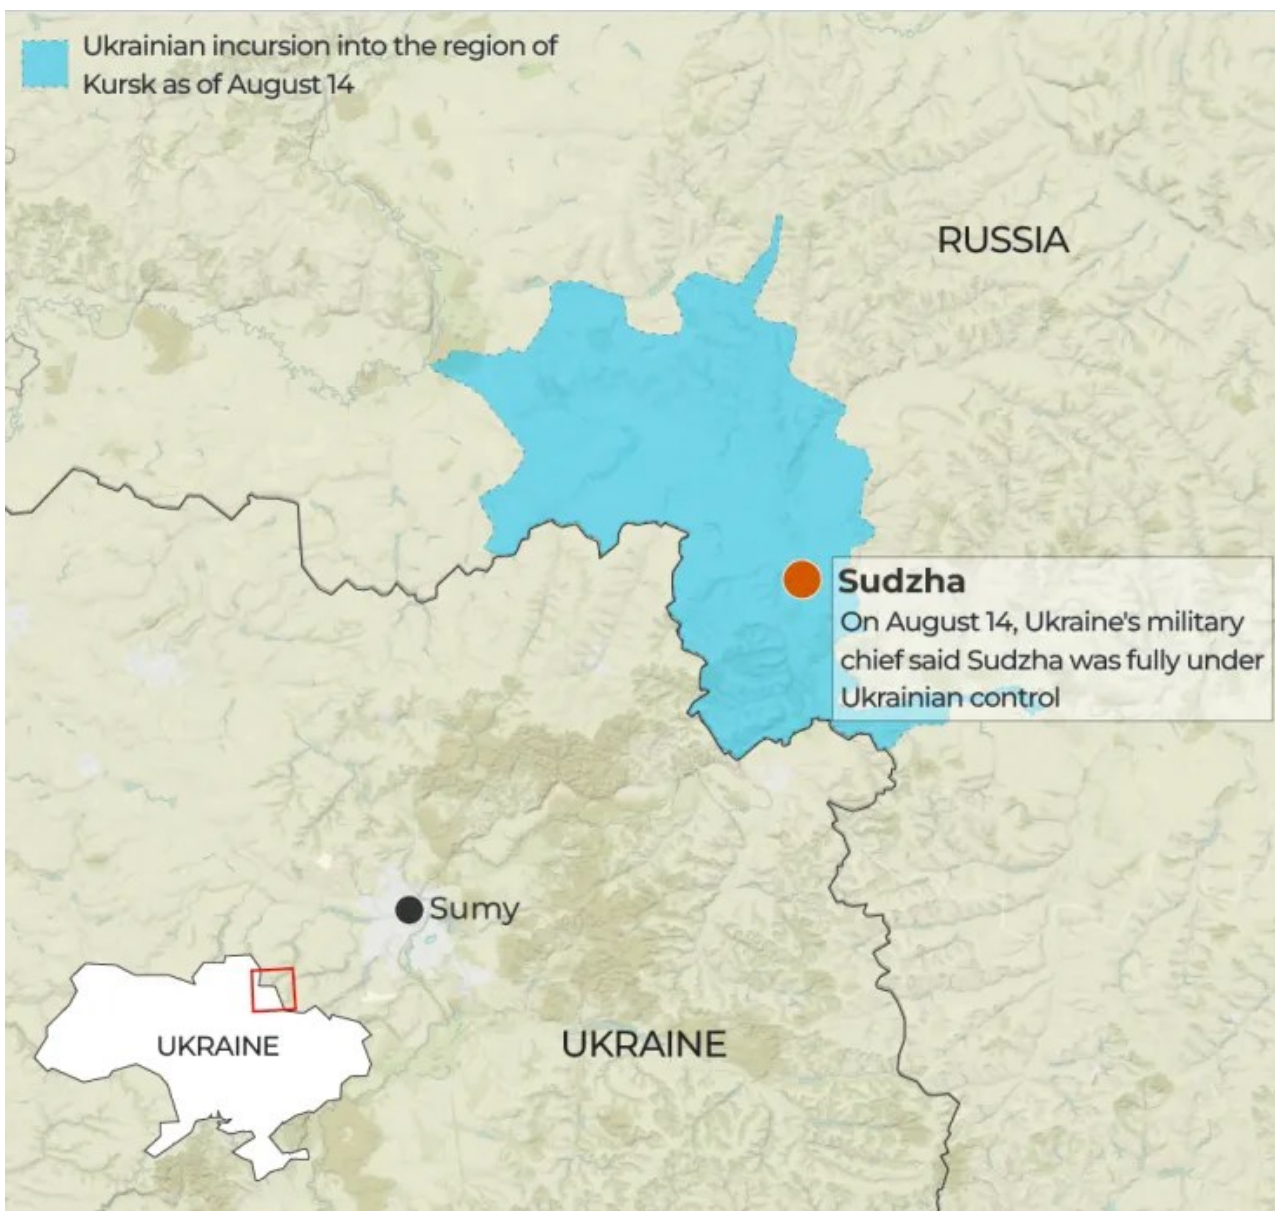 Ukrainian incursion into the region of
Kursk as of August 14
RUSSIA
Sudzha
On August 14, Ukraine's military
chief said Sudzha was fully under
Ukrainian control
Sumy
UKRAINE
UKRAINE